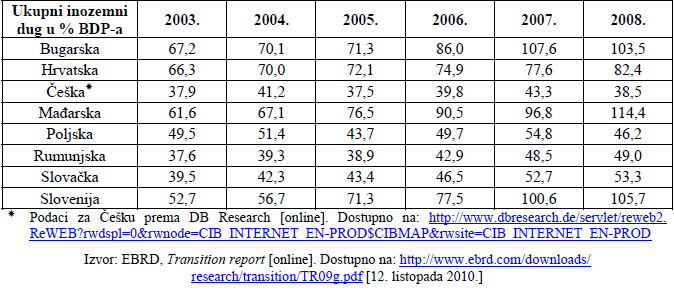 Ukupni inozemni dug u % BDP-a 2003. 2004. 2005. 2006. 2007. 2008.
Bugarska 67,2 70,1 71,3 86,0 107,6 103,5
Hrvatska 66,3 70,0 72,1 74,9 77,6 82,4
Češka* 37,9 41,2 37,5 39,8 43,3 38,5
Mađarska 61,6 67,1 76,5 90,5 96,8 114,4
Poljska 49,5 51,4 43,7 49,7 54,8 46,2
Rumunjska 37,6 39,3 38,9 42,9 48,5 49,0
Slovačka 39,5 42,3 43,4 46,5 52,7 53,3
Slovenija 52,7 56,7 71,3 77,5 100,6 105,7
* Podaci za Češku prema DB Research [online]. Dostupno na: http://www.dbresearch.de/servlet/reweb2.
ReWEB?rwdspl=0&rwnode=CIB_INTERNET_EN-PROD$CIBMAP&rwsite=CIB_INTERNET_EN-PROD
Izvor: EBRD, Transition report [online]. Dostupno na: http://www.ebrd.com/downloads/
research/transition/TR09g.pdf [12. listopada 2010.]